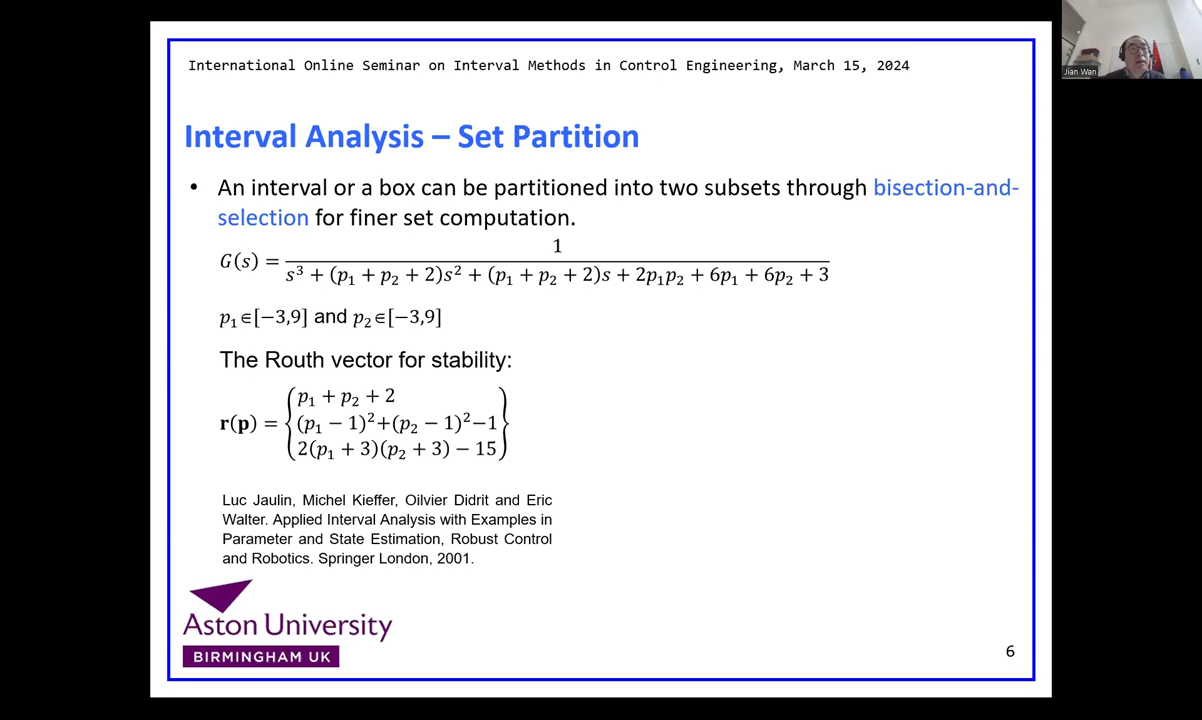 Jian Wan
International Online Seminar on Interval Methods in Control Engineering, March 15, 2024
Interval Analysis – Set Partition
• An interval or a box can be partitioned into two subsets through bisection-and-
selection for finer set computation.
G(s) = 1 / (s³ + (p₁ + p₂ + 2)s² + (p₁ + p₂ + 2)s + 2p₁p₂ + 6p₁ + 6p₂ + 3)
p₁∈[−3,9] and p₂∈[−3,9]
The Routh vector for stability:
r(p) = { p₁ + p₂ + 2
(p₁ − 1)²+(p₂ − 1)²−1
2(p₁ + 3)(p₂ + 3) − 15 }
Luc Jaulin, Michel Kieffer, Oilvier Didrit and Eric
Walter. Applied Interval Analysis with Examples in
Parameter and State Estimation, Robust Control
and Robotics. Springer London, 2001.
Aston University
BIRMINGHAM UK
6